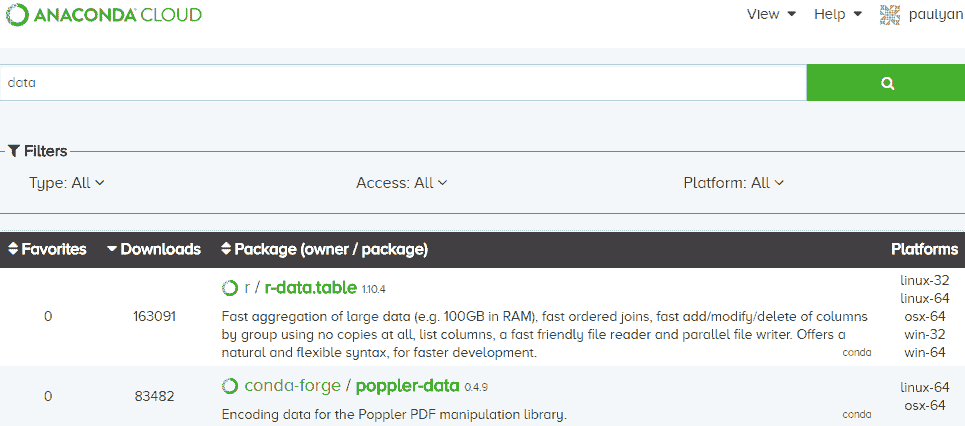 ANACONDA CLOUD View Help paulyan
data
Filters
Type: All Access: All Platform: All
Favorites Downloads Package (owner / package) Platforms
r / r-data.table 1.10.4
0 163091
Fast aggregation of large data (e.g. 100GB in RAM), fast ordered joins, fast add/modify/delete of columns
by group using no copies at all, list columns, a fast friendly file reader and parallel file writer. Offers a
natural and flexible syntax, for faster development.
conda
linux-32
linux-64
osx-64
win-32
win-64
conda-forge / poppler-data 0.4.9
0 83482
Encoding data for the Poppler PDF manipulation library.
conda
linux-64
osx-64